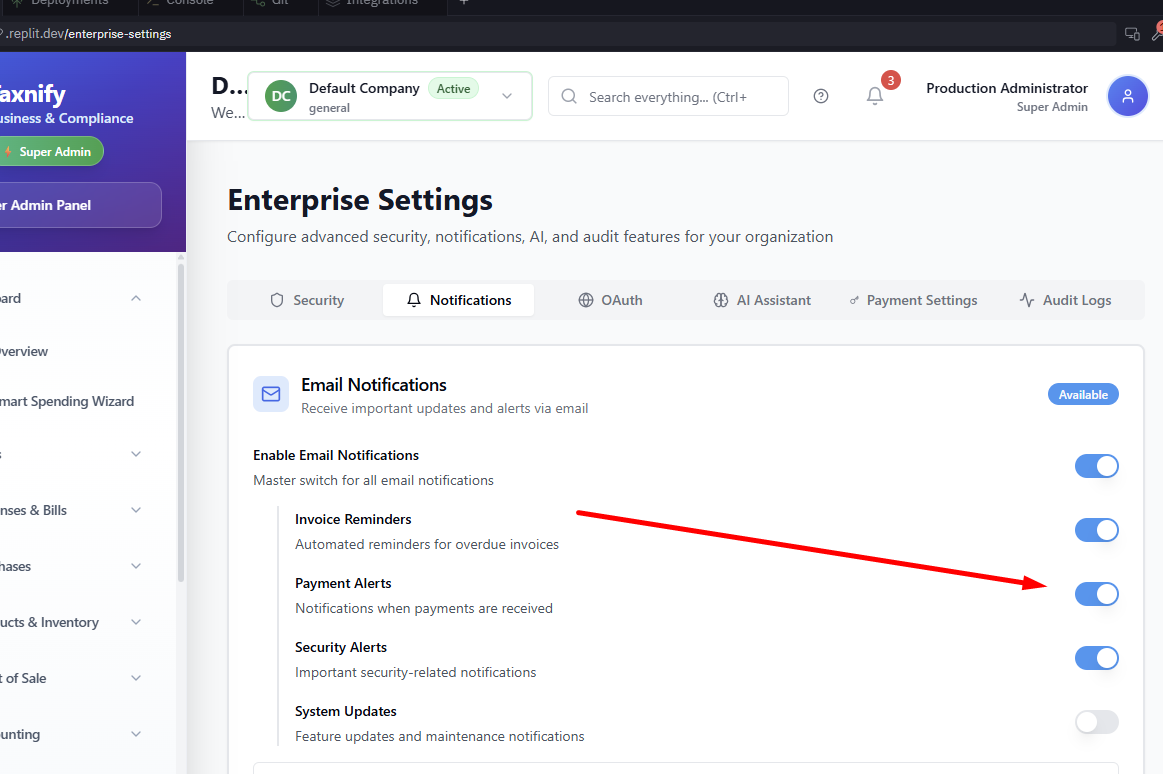 Deployments
Console
Git
Integrations
.replit.dev/enterprise-settings
axnify
usiness & Compliance
Super Admin
er Admin Panel
D...
We...
DC
Default Company
Active
general
Search everything... (Ctrl+
3
Production Administrator
Super Admin
Enterprise Settings
Configure advanced security, notifications, AI, and audit features for your organization
Security
Notifications
OAuth
AI Assistant
Payment Settings
Audit Logs
oard
Overview
mart Spending Wizard
s
nses & Bills
hases
ucts & Inventory
t of Sale
unting
Email Notifications
Receive important updates and alerts via email
Available
Enable Email Notifications
Master switch for all email notifications
Invoice Reminders
Automated reminders for overdue invoices
Payment Alerts
Notifications when payments are received
Security Alerts
Important security-related notifications
System Updates
Feature updates and maintenance notifications